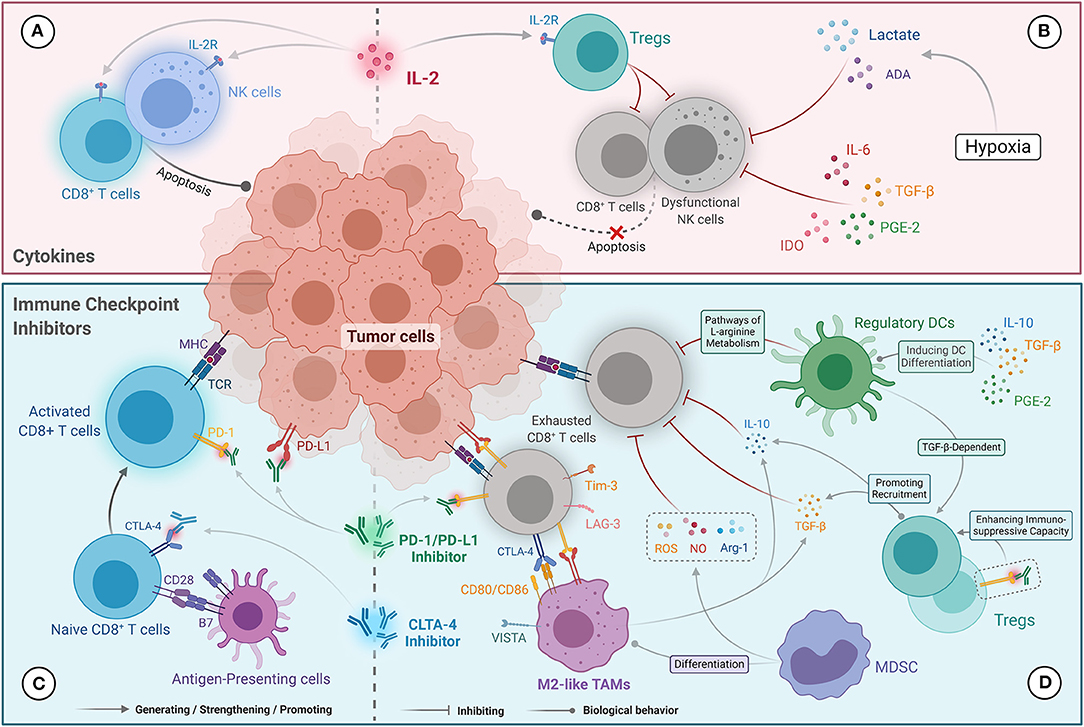 A
B
IL-2R
NK cells
CD8⁺ T cells
Apoptosis
IL-2
IL-2R
Tregs
Lactate
ADA
Hypoxia
IL-6
TGF-β
PGE-2
IDO
CD8⁺ T cells
Dysfunctional
NK cells
Apoptosis
Cytokines
Immune Checkpoint
Inhibitors
Tumor cells
MHC
TCR
Activated
CD8+ T cells
PD-1
PD-L1
CTLA-4
CD28
B7
Naive CD8⁺ T cells
Antigen-Presenting cells
PD-1/PD-L1
Inhibitor
CLTA-4
Inhibitor
Exhausted
CD8⁺ T cells
Tim-3
LAG-3
CTLA-4
CD80/CD86
VISTA
M2-like TAMs
Pathways of
L-arginine
Metabolism
Regulatory DCs
Inducing DC
Differentiation
IL-10
TGF-β
PGE-2
IL-10
TGF-β-Dependent
Promoting
Recruitment
TGF-β
Enhancing Immuno-
suppressive Capacity
ROS
NO
Arg-1
Tregs
Differentiation
MDSC
C
D
Generating / Strengthening / Promoting
Inhibiting
Biological behavior